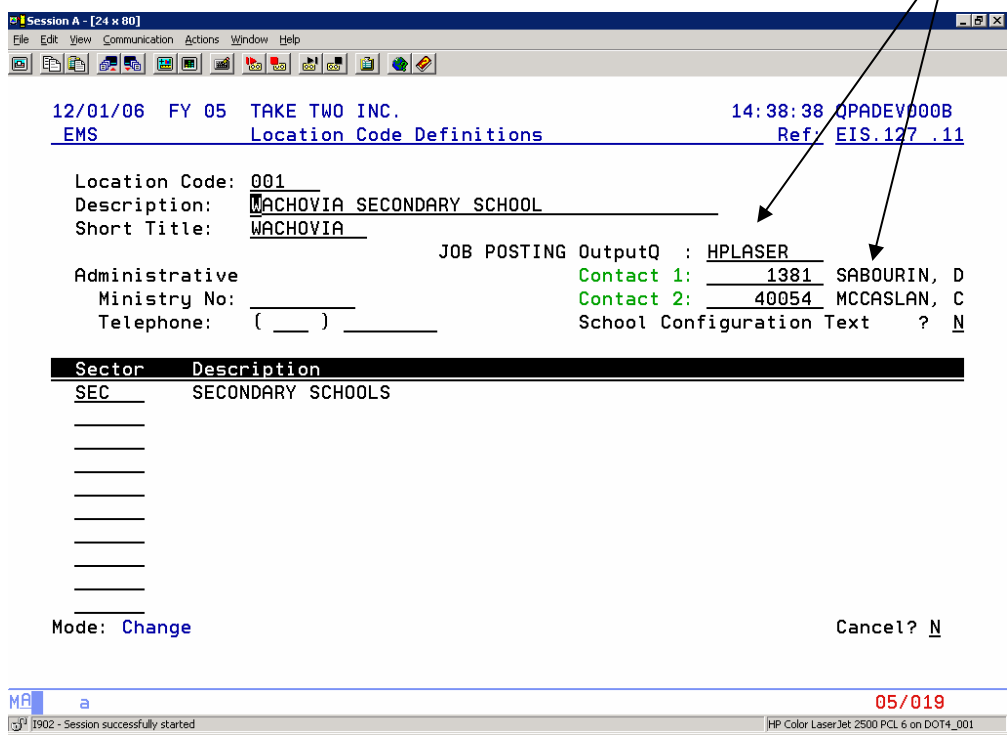 Session A - [24 x 80]
File Edit View Communication Actions Window Help
12/01/06 FY 05 TAKE TWO INC. 14:38:38 QPADEV000B
EMS Location Code Definitions Ref: EIS.127 .11
Location Code: 001
Description: WACHOVIA SECONDARY SCHOOL
Short Title: WACHOVIA
JOB POSTING OutputQ : HPLASER
Administrative Contact 1: 1381 SABOURIN, D
Ministry No: Contact 2: 40054 MCCASLAN, C
Telephone: ( ) School Configuration Text ? N
Sector Description
SEC SECONDARY SCHOOLS
Mode: Change Cancel? N
MA a 05/019
I902 - Session successfully started HP Color LaserJet 2500 PCL 6 on DOT4_001